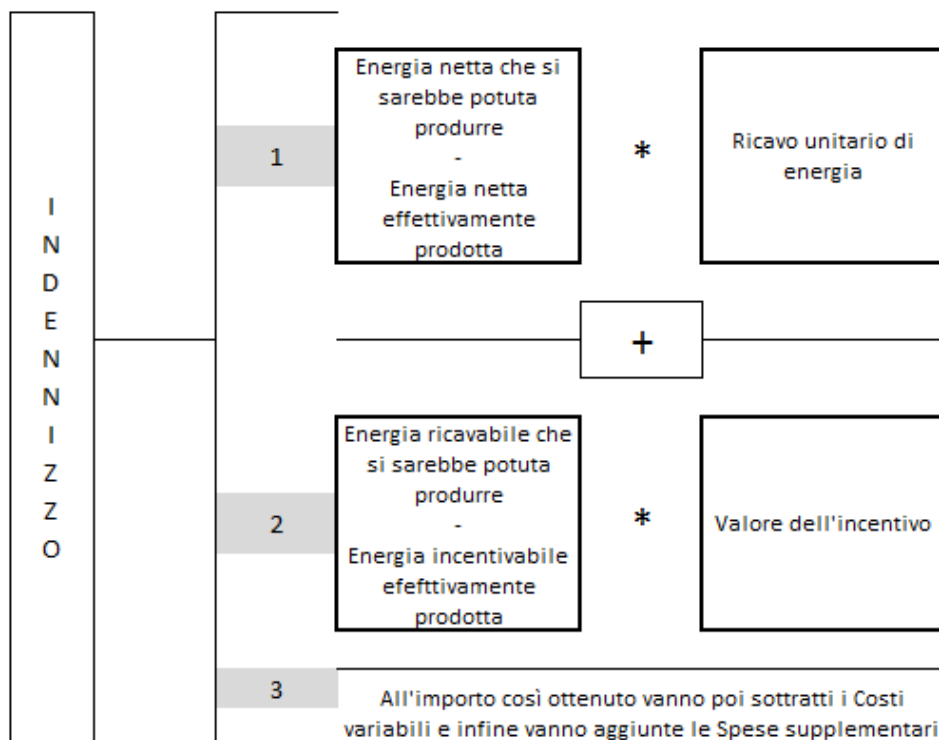 INDENNIZZO
1
Energia netta che si
sarebbe potuta
produrre
-
Energia netta
effettivamente
prodotta
*
Ricavo unitario di
energia
+
2
Energia ricavabile che
si sarebbe potuta
produrre
-
Energia incentivabile
efefttivamente
prodotta
*
Valore dell'incentivo
3
All'importo così ottenuto vanno poi sottratti i Costi
variabili e infine vanno aggiunte le Spese supplementari